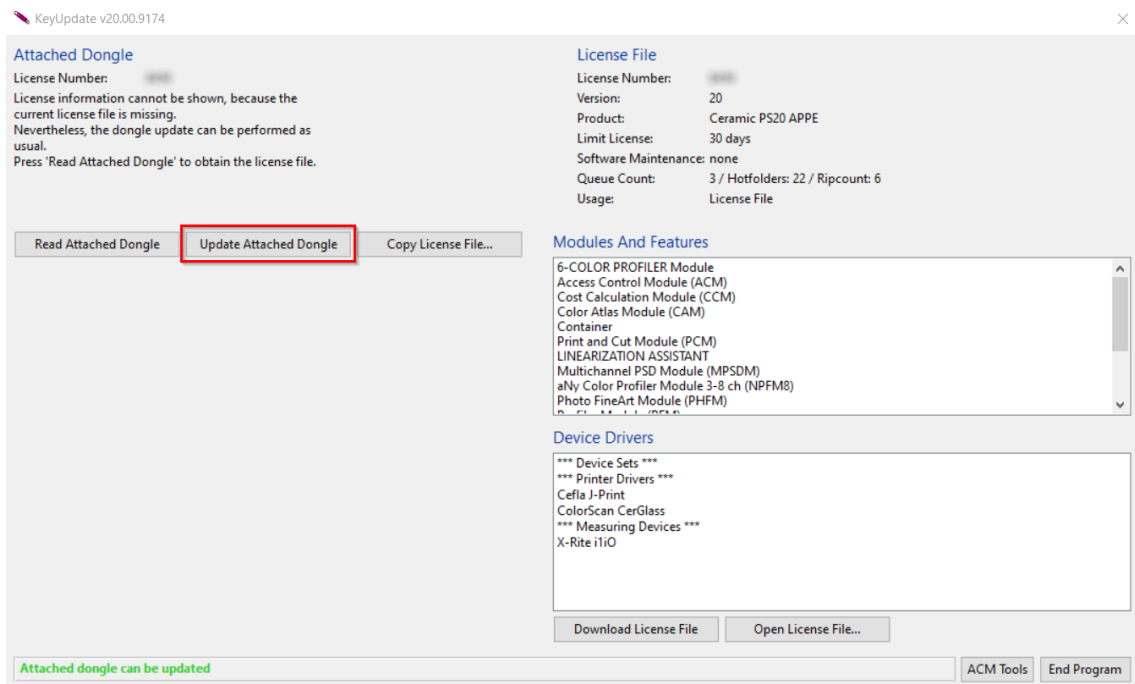 KeyUpdate v20.00.9174
Attached Dongle
License Number:
License information cannot be shown, because the
current license file is missing.
Nevertheless, the dongle update can be performed as
usual.
Press 'Read Attached Dongle' to obtain the license file.
Read Attached Dongle
Update Attached Dongle
Copy License File...
License File
License Number:
Version: 20
Product: Ceramic PS20 APPE
Limit License: 30 days
Software Maintenance: none
Queue Count: 3 / Hotfolders: 22 / Ripcount: 6
Usage: License File
Modules And Features
6-COLOR PROFILER Module
Access Control Module (ACM)
Cost Calculation Module (CCM)
Color Atlas Module (CAM)
Container
Print and Cut Module (PCM)
LINEARIZATION ASSISTANT
Multichannel PSD Module (MPSDM)
aNy Color Profiler Module 3-8 ch (NPFM8)
Photo FineArt Module (PHFM)
Device Drivers
*** Device Sets ***
*** Printer Drivers ***
Cefla J-Print
ColorScan CerGlass
*** Measuring Devices ***
X-Rite i1iO
Download License File
Open License File...
Attached dongle can be updated
ACM Tools
End Program